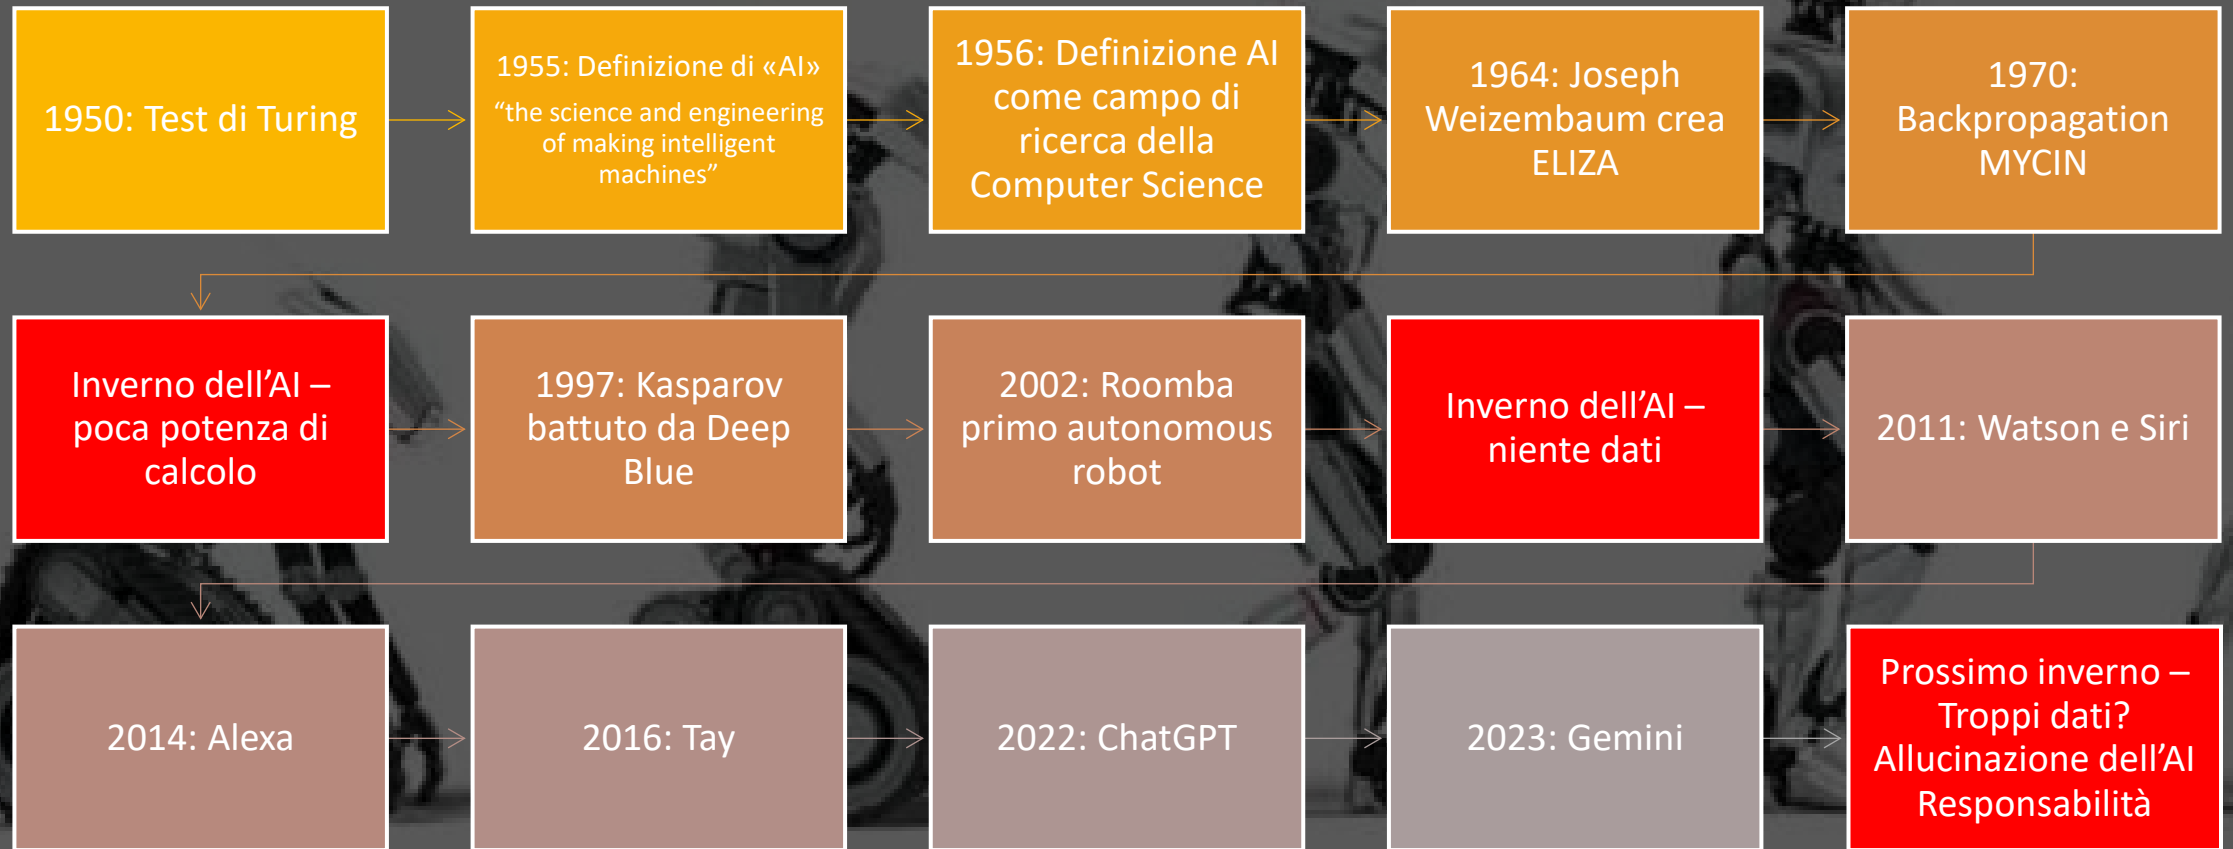 1950: Test di Turing
1955: Definizione di «AI»
“the science and engineering
of making intelligent
machines”
1956: Definizione AI
come campo di
ricerca della
Computer Science
1964: Joseph
Weizembaum crea
ELIZA
1970:
Backpropagation
MYCIN
Inverno dell’AI –
poca potenza di
calcolo
1997: Kasparov
battuto da Deep
Blue
2002: Roomba
primo autonomous
robot
Inverno dell’AI –
niente dati
2011: Watson e Siri
2014: Alexa
2016: Tay
2022: ChatGPT
2023: Gemini
Prossimo inverno –
Troppi dati?
Allucinazione dell’AI
Responsabilità